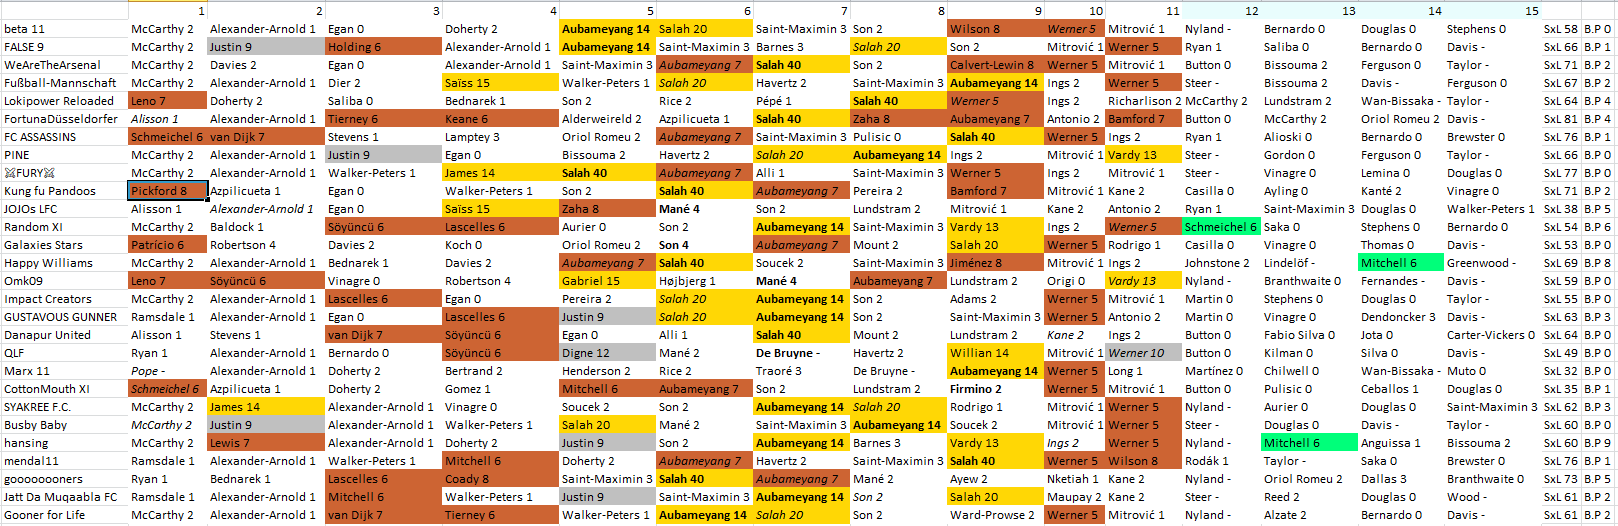 1 2 3 4 5 6 7 8 9 10 11 12 13 14 15
beta 11 McCarthy 2 Alexander-Arnold 1 Egan 0 Doherty 2 Aubameyang 14 Salah 20 Saint-Maximin 3 Son 2 Wilson 8 Werner 5 Mitrović 1 Nyland - Bernardo 0 Douglas 0 Stephens 0 SxL 58 B.P 0
FALSE 9 McCarthy 2 Justin 9 Holding 6 Alexander-Arnold 1 Aubameyang 14 Saint-Maximin 3 Barnes 3 Salah 20 Son 2 Mitrović 1 Werner 5 Ryan 1 Saliba 0 Bernardo 0 Davis - SxL 66 B.P 1
WeAreTheArsenal McCarthy 2 Davies 2 Egan 0 Alexander-Arnold 1 Saint-Maximin 3 Aubameyang 7 Salah 40 Son 2 Calvert-Lewin 8 Werner 5 Mitrović 1 Button 0 Bissouma 2 Bernardo 0 Ferguson 0 SxL 71 B.P 2
Fußball-Mannschaft McCarthy 2 Alexander-Arnold 1 Dier 2 Saïss 15 Walker-Peters 1 Salah 20 Havertz 2 Saint-Maximin 3 Aubameyang 14 Ings 2 Werner 5 Steer - Bissouma 2 Davis - Ferguson 0 SxL 67 B.P 2
Lokipower Reloaded Leno 7 Doherty 2 Saliba 0 Bednarek 1 Son 2 Rice 2 Pépé 1 Salah 40 Werner 5 Ings 2 Richarlison 2 McCarthy 2 Lundstram 2 Wan-Bissaka - Taylor - SxL 64 B.P 4
FortunaDüsseldorfer Alisson 1 Alexander-Arnold 1 Tierney 6 Keane 6 Alderweireld 2 Azpilicueta 1 Salah 40 Zaha 8 Aubameyang 7 Antonio 2 Bamford 7 Button 0 McCarthy 2 Oriol Romeu 2 Davis - SxL 81 B.P 4
FC ASSASSINS Schmeichel 6 van Dijk 7 Stevens 1 Lamptey 3 Oriol Romeu 2 Aubameyang 7 Saint-Maximin 3 Pulisic 0 Salah 40 Werner 5 Ings 2 Ryan 1 Alioski 0 Bernardo 0 Brewster 0 SxL 76 B.P 1
PINE McCarthy 2 Alexander-Arnold 1 Justin 9 Egan 0 Bissouma 2 Havertz 2 Salah 20 Aubameyang 14 Ings 2 Mitrović 1 Vardy 13 Steer - Gordon 0 Ferguson 0 Taylor - SxL 66 B.P 0
⚔FURY⚔ McCarthy 2 Alexander-Arnold 1 Walker-Peters 1 James 14 Salah 40 Aubameyang 7 Alli 1 Saint-Maximin 3 Werner 5 Ings 2 Mitrović 1 Steer - Vinagre 0 Lemina 0 Douglas 0 SxL 77 B.P 0
Kung fu Pandoos Pickford 8 Azpilicueta 1 Egan 0 Walker-Peters 1 Son 2 Salah 40 Aubameyang 7 Pereira 2 Bamford 7 Mitrović 1 Kane 2 Casilla 0 Ayling 0 Kanté 2 Vinagre 0 SxL 71 B.P 2
JOJOs LFC Alisson 1 Alexander-Arnold 1 Egan 0 Saïss 15 Zaha 8 Mané 4 Son 2 Lundstram 2 Mitrović 1 Kane 2 Antonio 2 Ryan 1 Saint-Maximin 3 Douglas 0 Walker-Peters 1 SxL 38 B.P 5
Random XI McCarthy 2 Baldock 1 Söyüncü 6 Lascelles 6 Aurier 0 Son 2 Aubameyang 14 Saint-Maximin 3 Vardy 13 Ings 2 Werner 5 Schmeichel 6 Saka 0 Stephens 0 Bernardo 0 SxL 54 B.P 6
Galaxies Stars Patrício 6 Robertson 4 Davies 2 Koch 0 Oriol Romeu 2 Son 4 Aubameyang 7 Mount 2 Salah 20 Werner 5 Rodrigo 1 Casilla 0 Vinagre 0 Thomas 0 Davis - SxL 53 B.P 0
Happy Williams McCarthy 2 Alexander-Arnold 1 Bednarek 1 Davies 2 Aubameyang 7 Salah 40 Soucek 2 Saint-Maximin 3 Jiménez 8 Mitrović 1 Ings 2 Johnstone 2 Lindelöf - Mitchell 6 Greenwood - SxL 69 B.P 8
Omk09 Leno 7 Söyüncü 6 Vinagre 0 Robertson 4 Gabriel 15 Højbjerg 1 Mané 4 Aubameyang 7 Lundstram 2 Origi 0 Vardy 13 Nyland - Branthwaite 0 Fernandes - Davis - SxL 59 B.P 0
Impact Creators McCarthy 2 Alexander-Arnold 1 Lascelles 6 Egan 0 Pereira 2 Salah 20 Aubameyang 14 Son 2 Adams 2 Werner 5 Mitrović 1 Martin 0 Stephens 0 Douglas 0 Taylor - SxL 55 B.P 0
GUSTAVOUS GUNNER Ramsdale 1 Alexander-Arnold 1 Egan 0 Lascelles 6 Justin 9 Salah 20 Aubameyang 14 Son 2 Saint-Maximin 3 Werner 5 Antonio 2 Martin 0 Vinagre 0 Dendoncker 3 Douglas 0 SxL 63 B.P 3
Danapur United Alisson 1 Stevens 1 van Dijk 7 Söyüncü 6 Egan 0 Alli 1 Salah 40 Mount 2 Lundstram 2 Kane 2 Ings 2 Button 0 Fabio Silva 0 Jota 0 Carter-Vickers 0 SxL 64 B.P 0
QLF Ryan 1 Alexander-Arnold 1 Bernardo 0 Söyüncü 6 Digne 12 Mané 2 De Bruyne - Havertz 2 Willian 14 Mitrović 1 Werner 10 Button 0 Kilman 0 Silva 0 Davis - SxL 49 B.P 0
Marx 11 Pope - Alexander-Arnold 1 Doherty 2 Bertrand 2 Henderson 2 Rice 2 Traoré 3 De Bruyne - Aubameyang 14 Werner 5 Long 1 Martínez 0 Chilwell 0 Wan-Bissaka - Muto 0 SxL 32 B.P 0
CottonMouth XI Schmeichel 6 Azpilicueta 1 Doherty 2 Gomez 1 Mitchell 6 Aubameyang 7 Son 2 Lundstram 2 Firmino 2 Werner 5 Mitrović 1 Button 0 Pulisic 0 Ceballos 1 Douglas 0 SxL 35 B.P 1
SYAKREE F.C. McCarthy 2 James 14 Alexander-Arnold 1 Vinagre 0 Soucek 2 Son 2 Aubameyang 14 Salah 20 Rodrigo 1 Mitrović 1 Werner 5 Nyland - Aurier 0 Douglas 0 Saint-Maximin 3 SxL 62 B.P 3
Busby Baby McCarthy 2 Justin 9 Alexander-Arnold 1 Walker-Peters 1 Salah 20 Mané 2 Saint-Maximin 3 Aubameyang 14 Soucek 2 Mitrović 1 Werner 5 Steer - Douglas 0 Davis - Taylor - SxL 60 B.P 0
hansing McCarthy 2 Lewis 7 Alexander-Arnold 1 Doherty 2 Justin 9 Son 2 Aubameyang 14 Barnes 3 Vardy 13 Ings 2 Werner 5 Nyland - Mitchell 6 Anguissa 1 Bissouma 2 SxL 60 B.P 9
mendal11 Ramsdale 1 Alexander-Arnold 1 Walker-Peters 1 Mitchell 6 Doherty 2 Aubameyang 7 Havertz 2 Saint-Maximin 3 Salah 40 Werner 5 Wilson 8 Rodák 1 Taylor - Saka 0 Brewster 0 SxL 76 B.P 1
goooooooners Ryan 1 Bednarek 1 Lascelles 6 Coady 8 Saint-Maximin 3 Salah 40 Aubameyang 7 Mané 2 Ayew 2 Nketiah 1 Kane 2 Nyland - Oriol Romeu 2 Dallas 3 Branthwaite 0 SxL 73 B.P 5
Jatt Da Muqaabla FC Ramsdale 1 Alexander-Arnold 1 Mitchell 6 Walker-Peters 1 Justin 9 Saint-Maximin 3 Aubameyang 14 Son 2 Salah 20 Maupay 2 Kane 2 Steer - Reed 2 Douglas 0 Wood - SxL 61 B.P 2
Gooner for Life McCarthy 2 Alexander-Arnold 1 van Dijk 7 Tierney 6 Walker-Peters 1 Aubameyang 14 Salah 20 Son 2 Ward-Prowse 2 Werner 5 Mitrović 1 Nyland - Alzate 2 Bernardo 0 Davis - SxL 61 B.P 2